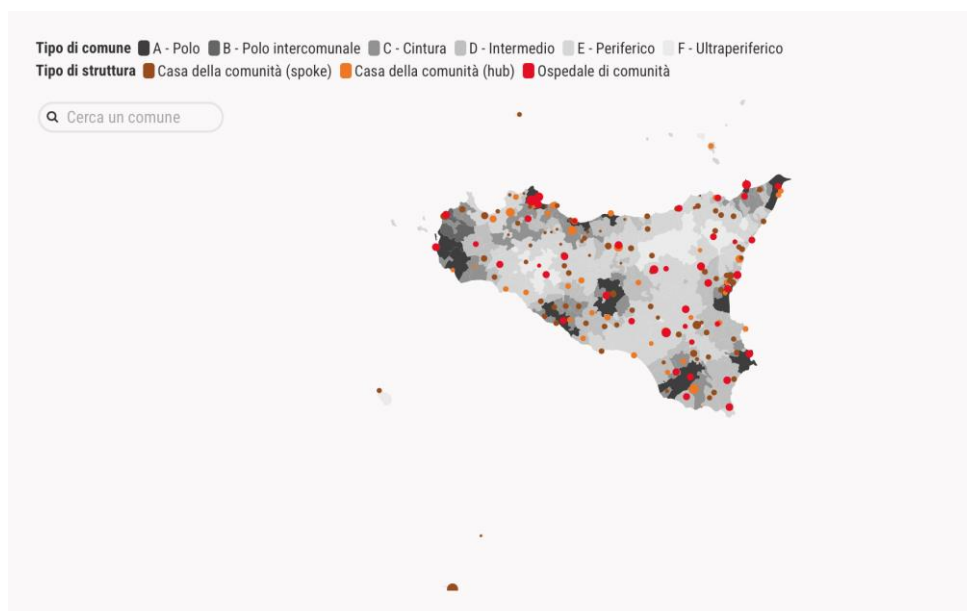 Tipo di comune A - Polo B - Polo intercomunale C - Cintura D - Intermedio E - Periferico F - Ultraperiferico
Tipo di struttura Casa della comunità (spoke) Casa della comunità (hub) Ospedale di comunità
Cerca un comune